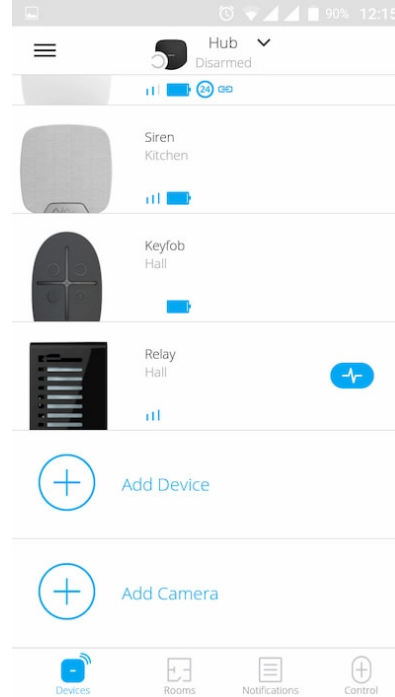 90% 12:15
Hub
Disarmed
24
Siren
Kitchen
Keyfob
Hall
Relay
Hall
Add Device
Add Camera
Devices Rooms Notifications Control